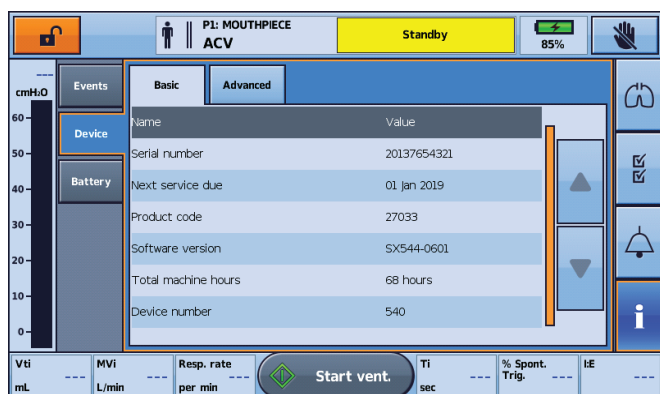 P1: MOUTHPIECE
ACV
Standby
85%
---
cmH₂O
60
50
40
30
20
10
0
Events
Device
Battery
Basic
Advanced
Name Value
Serial number 20137654321
Next service due 01 Jan 2019
Product code 27033
Software version SX544-0601
Total machine hours 68 hours
Device number 540
i
Vti
---
mL
MVi
---
L/min
Resp. rate
---
per min
Start vent.
Ti
---
sec
% Spont.
Trig. ---
I:E
---